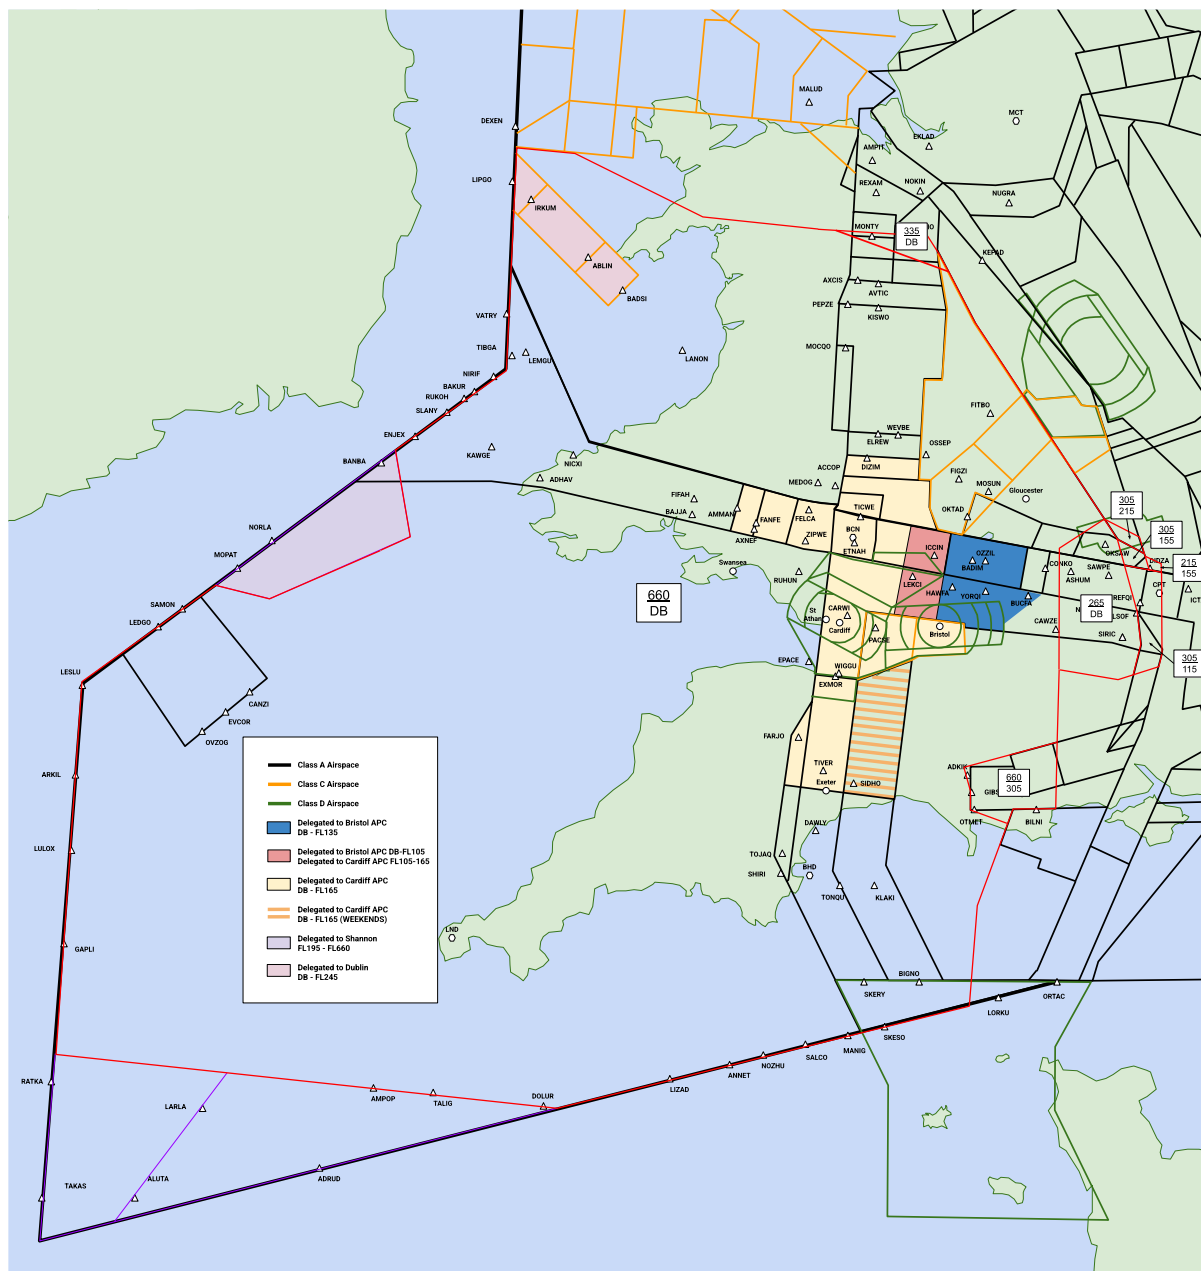 MALUD
MCT
DEXEN
EKLAD
AMPIT
LIPGO
REXAM
NOKIN
NUGRA
IRKUM
MONTY
335
DB
KEPAD
ABLIN
BADSI
AXCIS
AVTIC
PEPZE
KISWO
VATRY
TIBGA
LEMGU
LANON
MOCQO
NIRIF
BAKUR
RUKOH
SLANY
FITBO
ENJEX
WEVBE
ELREW
OSSEP
KAWGE
BANBA
NICXI
DIZIM
ACCOP
MEDOG
ADHAV
FIGZI
MOSUN
Gloucester
FIFAH
BAJJA
AMMAN
FANFE
FELCA
TICWE
OKTAD
305
215
NORLA
AXNEF
ZIPWE
BCN
ETNAH
305
155
MOPAT
ICCIN
OZZIL
BADIM
OKSAW
DIDZA
215
155
Swansea
RUHUN
LEKCI
CONKO
ASHUM
SAWPE
CPT
ICT
SAMON
660
DB
HAWFA
YORQI
BUCFA
265
DB
REFQI
LEDGO
St
Athan
CARWI
Cardiff
PACSE
Bristol
CAWZE
N
LSOF
SIRIC
305
115
LESLU
EPACE
WIGGU
EXMOR
CANZI
EVCOR
OVZOG
FARJO
ARKIL
TIVER
Exeter
SIDHO
ADKIK
GIBS
660
305
OTMET
BILNI
DAWLY
LULOX
TOJAQ
SHIRI
BHD
TONQU
KLAKI
Class A Airspace
Class C Airspace
Class D Airspace
Delegated to Bristol APC
DB - FL135
Delegated to Bristol APC DB-FL105
Delegated to Cardiff APC FL105-165
Delegated to Cardiff APC
DB - FL165
Delegated to Cardiff APC
DB - FL165 (WEEKENDS)
Delegated to Shannon
FL195 - FL660
Delegated to Dublin
DB - FL245
LND
GAPLI
BIGNO
SKERY
ORTAC
LORKU
SKESO
MANIG
SALCO
NOZHU
ANNET
LIZAD
RATKA
AMPOP
TALIG
DOLUR
LARLA
ADRUD
ALUTA
TAKAS